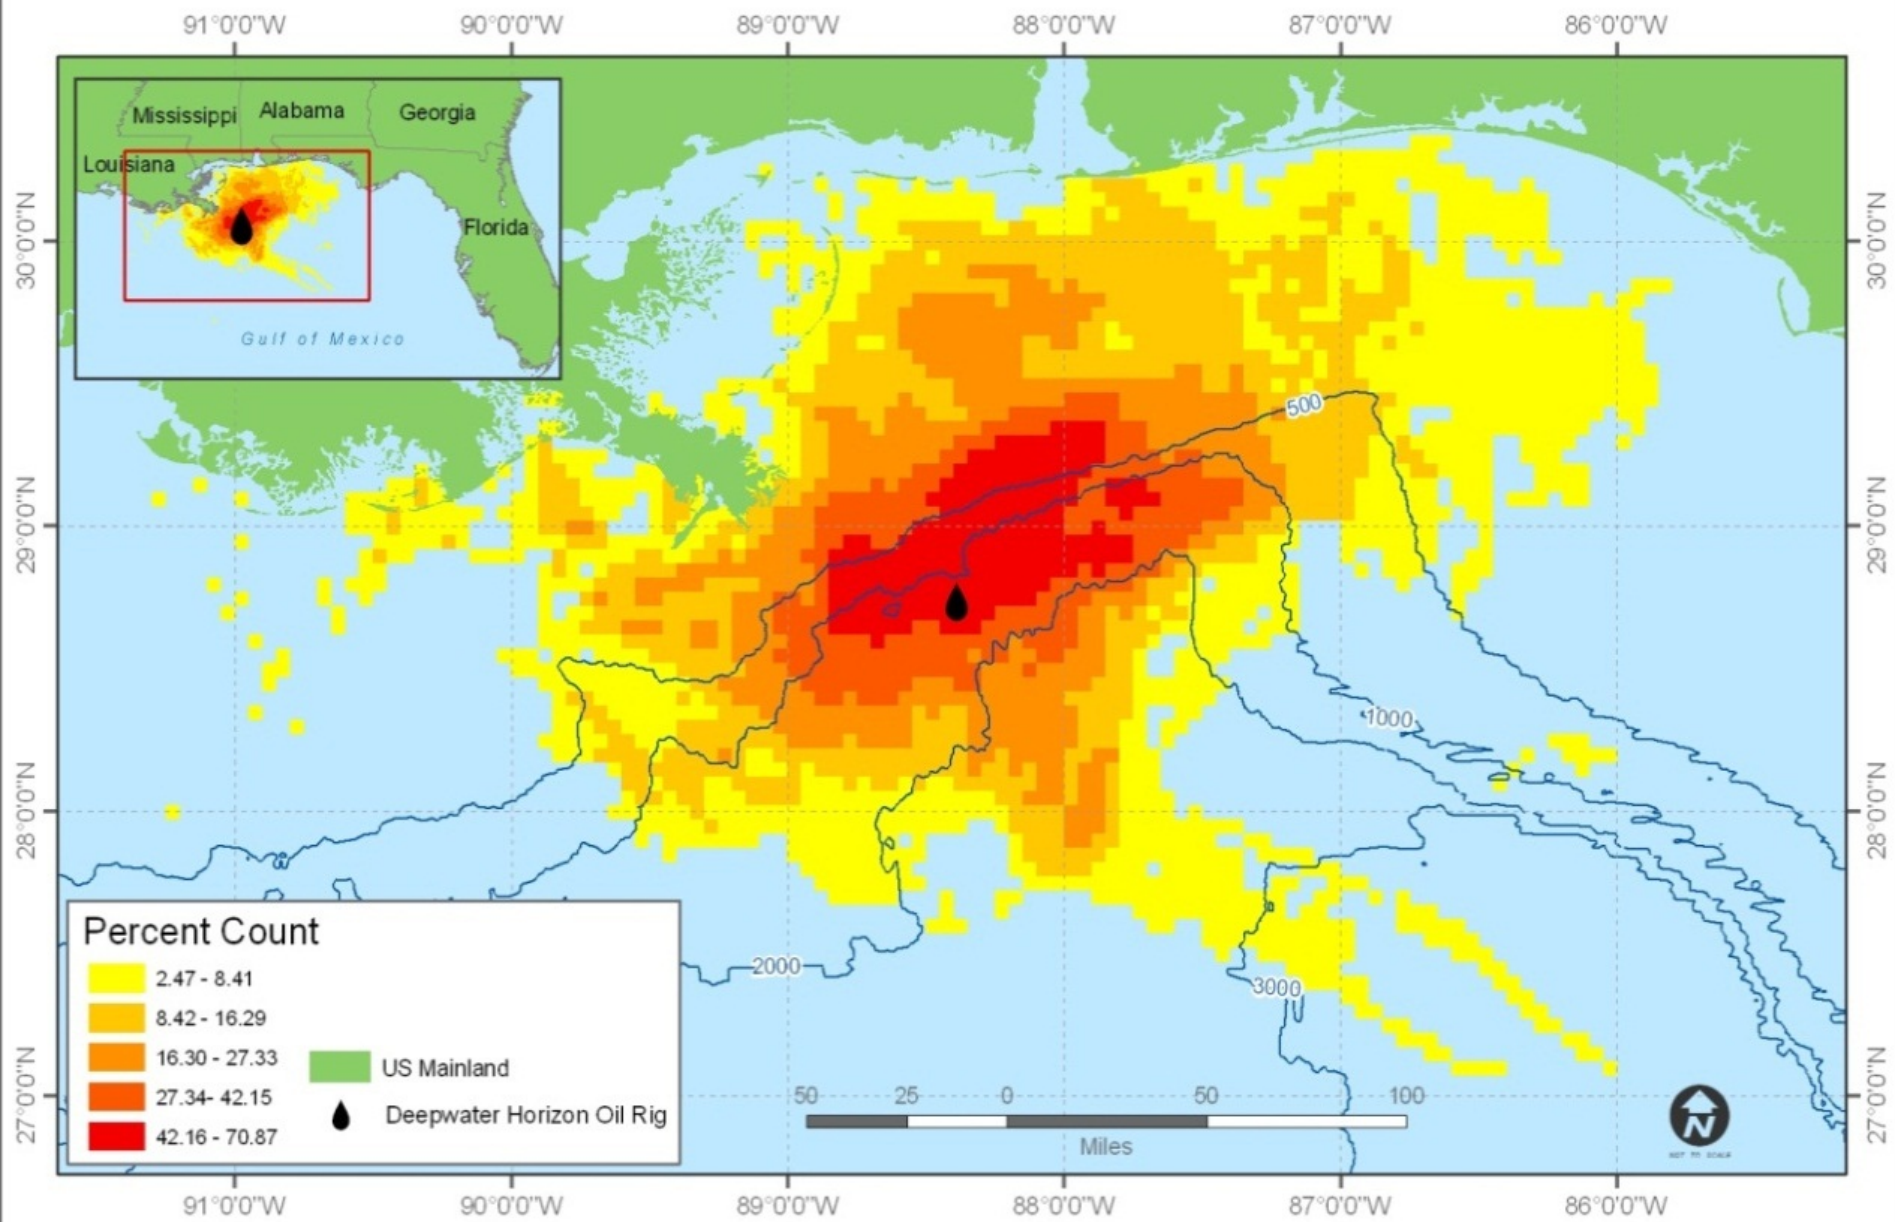 91°0'0"W 90°0'0"W 89°0'0"W 88°0'0"W 87°0'0"W 86°0'0"W
Mississippi Alabama Georgia
Louisiana
Florida
Gulf of Mexico
30°0'0"N 30°0'0"N
500
29°0'0"N 29°0'0"N
1000
28°0'0"N 28°0'0"N
2000
3000
Percent Count
2.47 - 8.41
8.42 - 16.29
16.30 - 27.33
27.34- 42.15
42.16 - 70.87
US Mainland
Deepwater Horizon Oil Rig
27°0'0"N 27°0'0"N
50 25 0 50 100
Miles
N
NOT TO SCALE
91°0'0"W 90°0'0"W 89°0'0"W 88°0'0"W 87°0'0"W 86°0'0"W